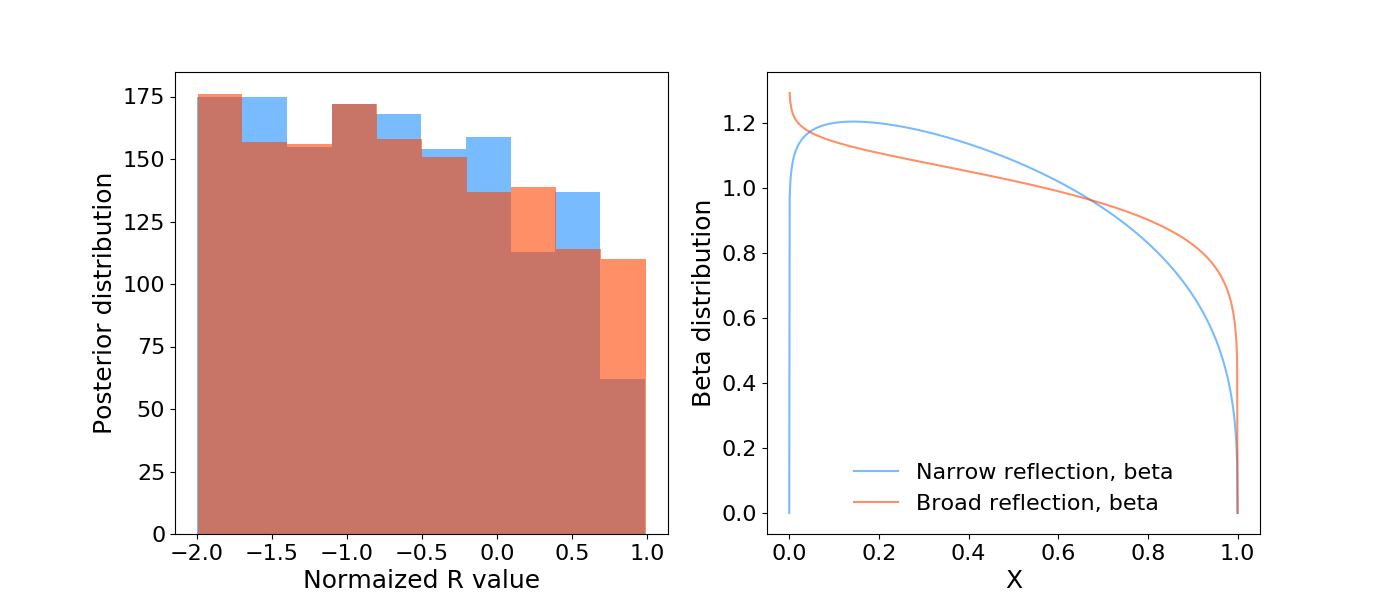 Posterior distribution
175
150
125
100
75
50
25
0
−2.0 −1.5 −1.0 −0.5 0.0 0.5 1.0
Normaized R value
Beta distribution
1.2
1.0
0.8
0.6
0.4
0.2
0.0
Narrow reflection, beta
Broad reflection, beta
0.0 0.2 0.4 0.6 0.8 1.0
X